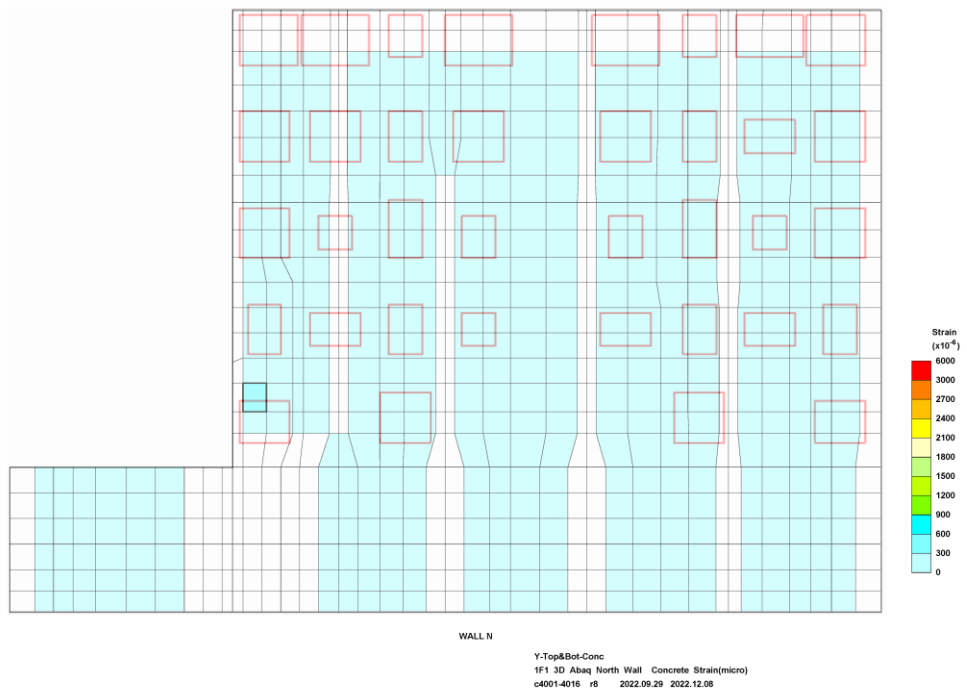 Strain
(x10⁻⁶)
6000
3000
2700
2400
2100
1800
1500
1200
900
600
300
0
WALL N
Y-Top&Bot-Conc
1F1 3D Abaq North Wall Concrete Strain(micro)
c4001-4016 r8 2022.09.29 2022.12.08